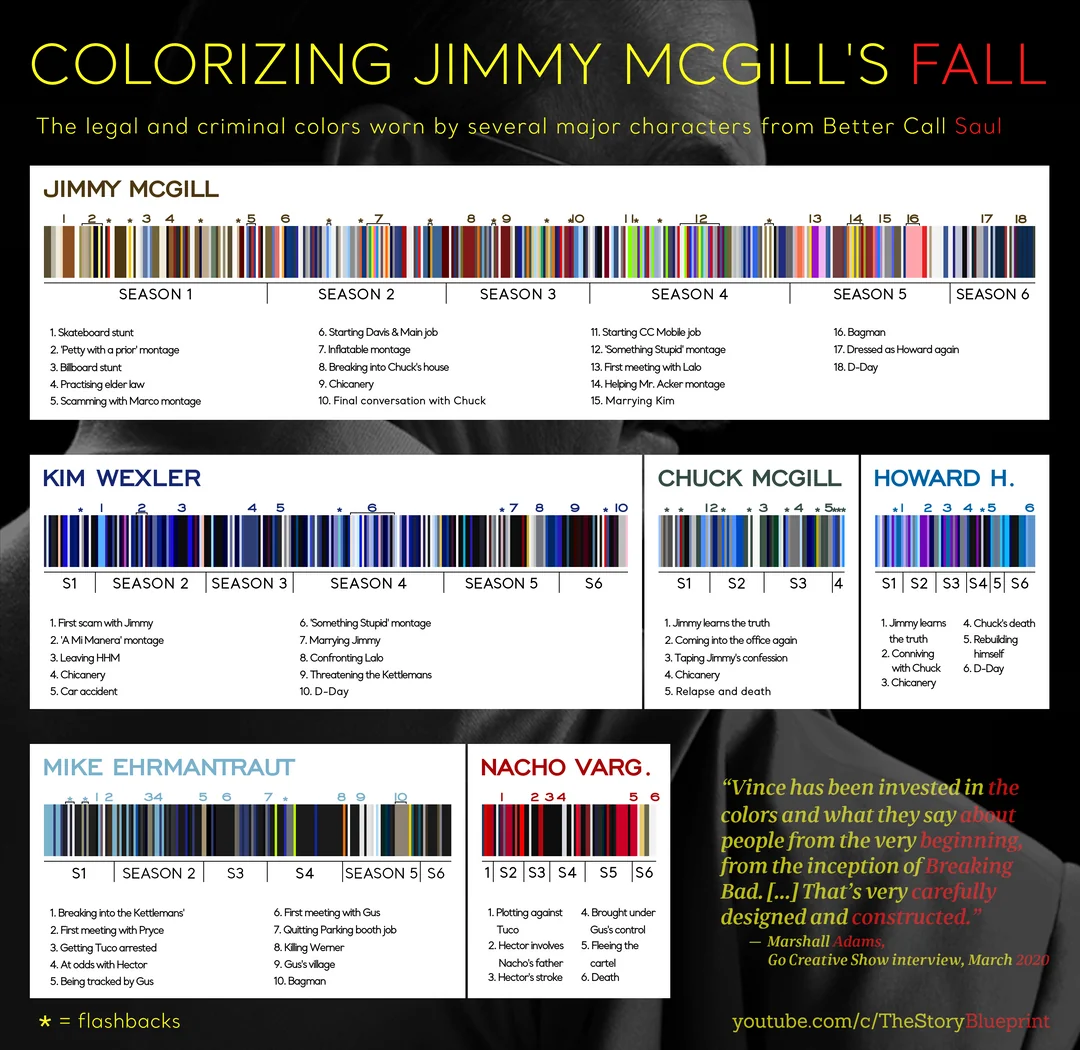 COLORIZING JIMMY MCGILL'S FALL
The legal and criminal colors worn by several major characters from Better Call Saul
JIMMY MCGILL
1 2 * * 3 4 * * 5 6 * * 7 * 8 * 9 * *10 11* * 12 * 13 14 15 16 17 18
SEASON 1 SEASON 2 SEASON 3 SEASON 4 SEASON 5 SEASON 6
1. Skateboard stunt
2. 'Petty with a prior' montage
3. Billboard stunt
4. Practising elder law
5. Scamming with Marco montage
6. Starting Davis & Main job
7. Inflatable montage
8. Breaking into Chuck's house
9. Chicanery
10. Final conversation with Chuck
11. Starting CC Mobile job
12. 'Something Stupid' montage
13. First meeting with Lalo
14. Helping Mr. Acker montage
15. Marrying Kim
16. Bagman
17. Dressed as Howard again
18. D-Day
KIM WEXLER
* 1 2 3 4 5 * 6 * 7 8 9 * 10
S1 SEASON 2 SEASON 3 SEASON 4 SEASON 5 S6
1. First scam with Jimmy
2. 'A Mi Manera' montage
3. Leaving HHM
4. Chicanery
5. Car accident
6. 'Something Stupid' montage
7. Marrying Jimmy
8. Confronting Lalo
9. Threatening the Kettlemans
10. D-Day
CHUCK MCGILL
* * 12* * 3 * 4 * 5***
S1 S2 S3 4
1. Jimmy learns the truth
2. Coming into the office again
3. Taping Jimmy's confession
4. Chicanery
5. Relapse and death
HOWARD H.
*1 2 3 4 *5 6
S1 S2 S3 S4 5 S6
1. Jimmy learns
the truth
2. Conniving
with Chuck
3. Chicanery
4. Chuck's death
5. Rebuilding
himself
6. D-Day
MIKE EHRMANTRAUT
* * 1 2 34 5 6 7 * 8 9 10
S1 SEASON 2 S3 S4 SEASON 5 S6
1. Breaking into the Kettlemans'
2. First meeting with Pryce
3. Getting Tuco arrested
4. At odds with Hector
5. Being tracked by Gus
6. First meeting with Gus
7. Quitting Parking booth job
8. Killing Werner
9. Gus's village
10. Bagman
NACHO VARG.
1 2 3 4 5 6
1 S2 S3 S4 S5 S6
1. Plotting against
Tuco
2. Hector involves
Nacho's father
3. Hector's stroke
4. Brought under
Gus's control
5. Fleeing the
cartel
6. Death
“Vince has been invested in the
colors and what they say about
people from the very beginning,
from the inception of Breaking
Bad. [...] That’s very carefully
designed and constructed.”
— Marshall Adams,
Go Creative Show interview, March 2020
* = flashbacks
youtube.com/c/TheStoryBlueprint